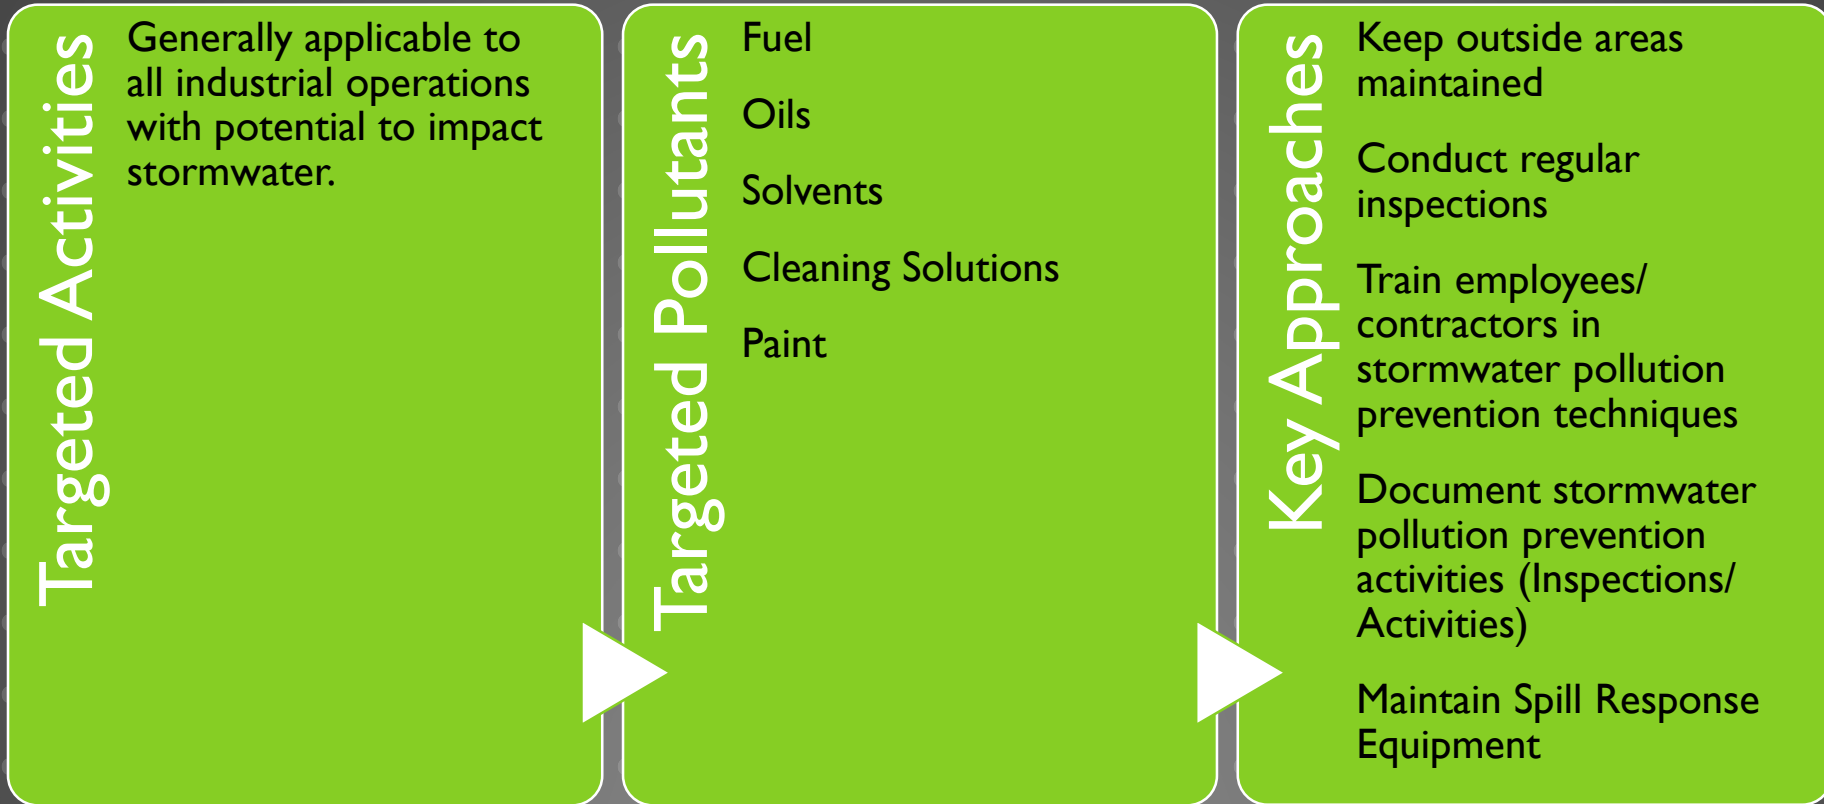 Targeted Activities
Generally applicable to
all industrial operations
with potential to impact
stormwater.
Targeted Pollutants
Fuel
Oils
Solvents
Cleaning Solutions
Paint
Key Approaches
Keep outside areas
maintained
Conduct regular
inspections
Train employees/
contractors in
stormwater pollution
prevention techniques
Document stormwater
pollution prevention
activities (Inspections/
Activities)
Maintain Spill Response
Equipment